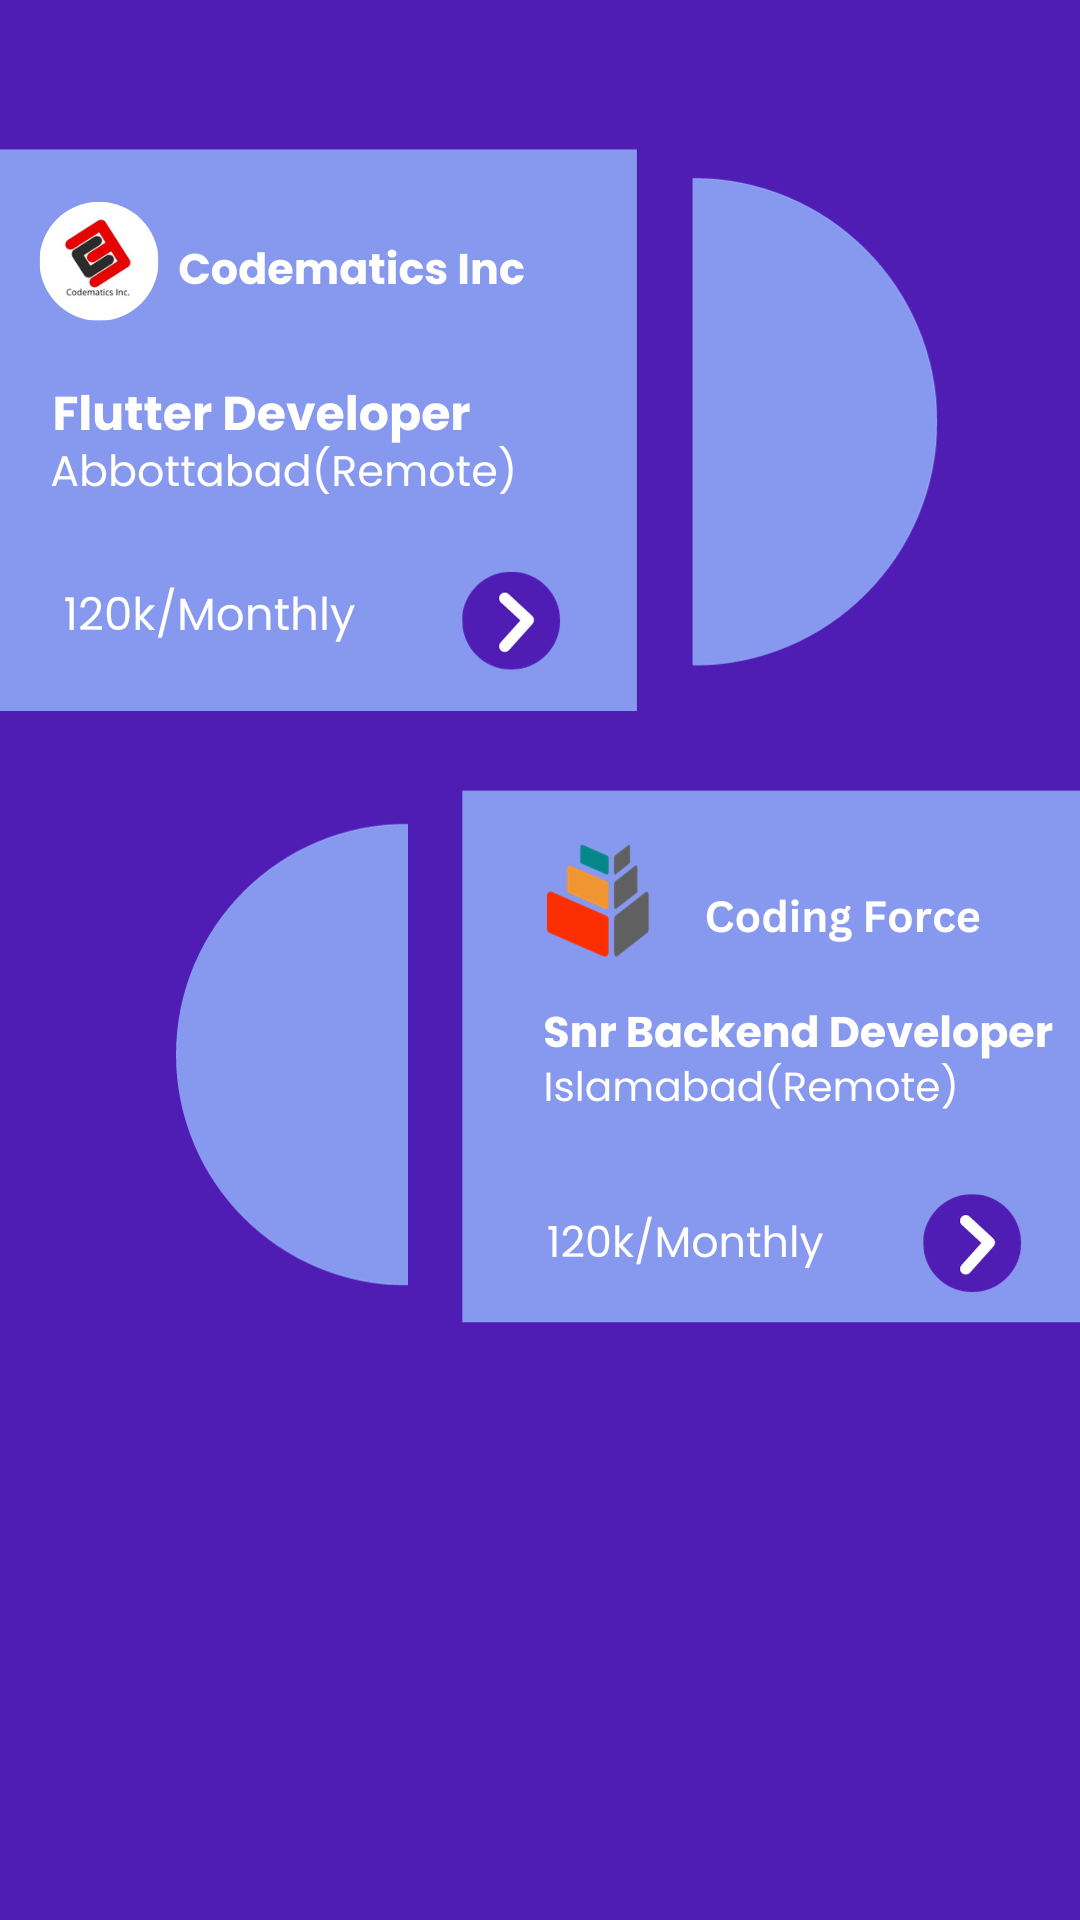 Codematics Inc.
Codematics Inc
Flutter Developer
Abbottabad(Remote)
120k/Monthly
Coding Force
Snr Backend Developer
Islamabad(Remote)
120k/Monthly